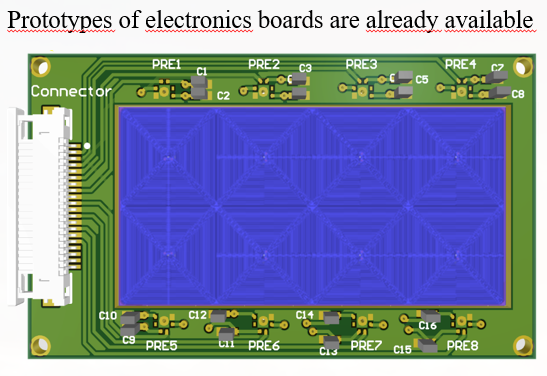 Prototypes of electronics boards are already available
PRE1 PRE2 PRE3 PRE4
C1 C3 C5 C7
C2 C8
Connector
C10 C12 C14 C16
C9 C11 C13 C15
PRE5 PRE6 PRE7 PRE8